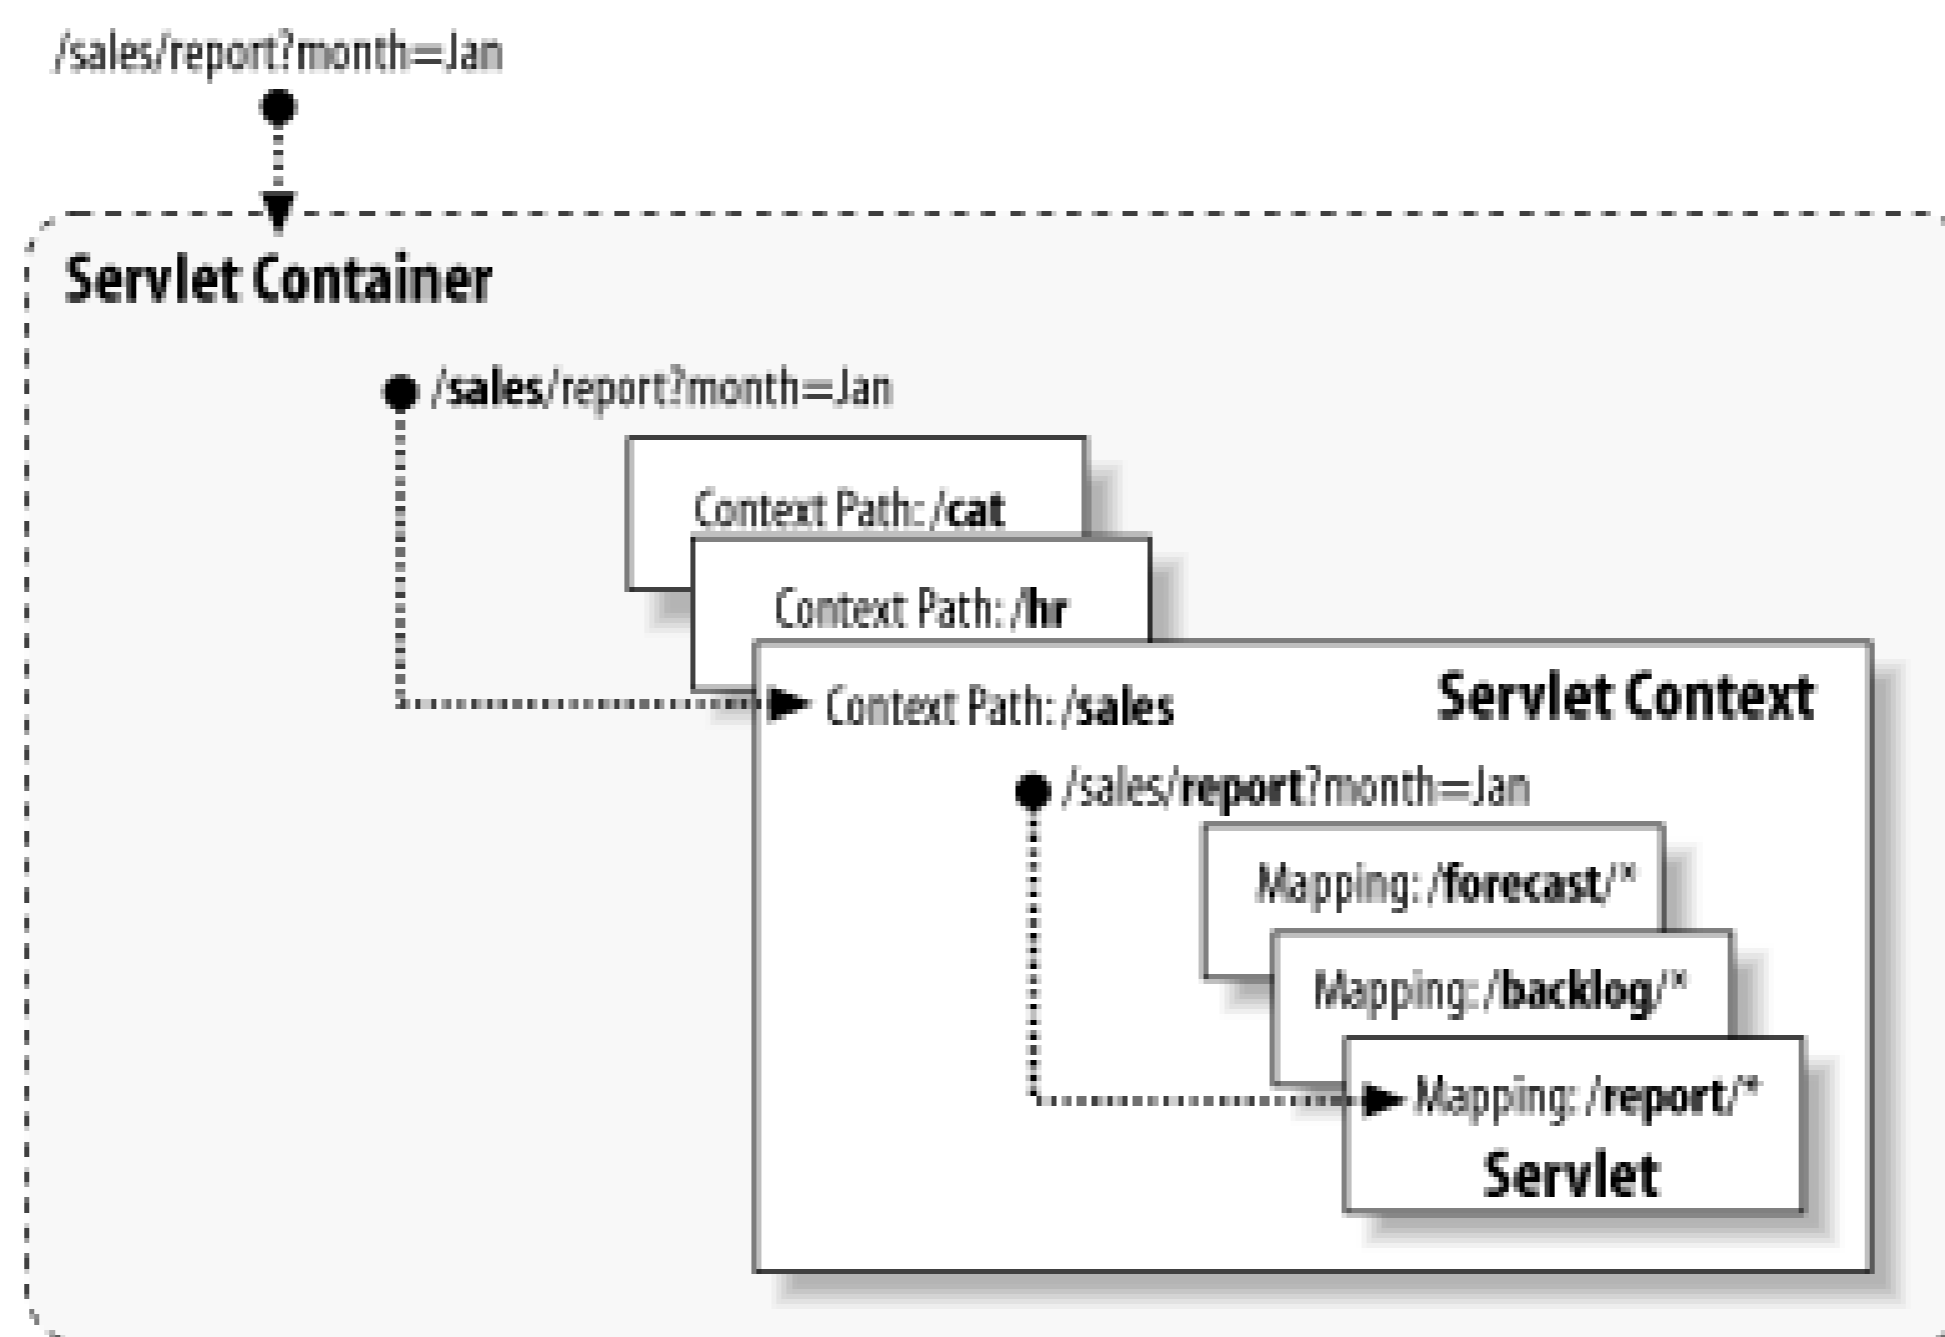 /sales/report?month=Jan
Servlet Container
/sales/report?month=Jan
Context Path: /cat
Context Path: /hr
Context Path: /sales
Servlet Context
/sales/report?month=Jan
Mapping: /forecast/*
Mapping: /backlog/*
Mapping: /report/*
Servlet